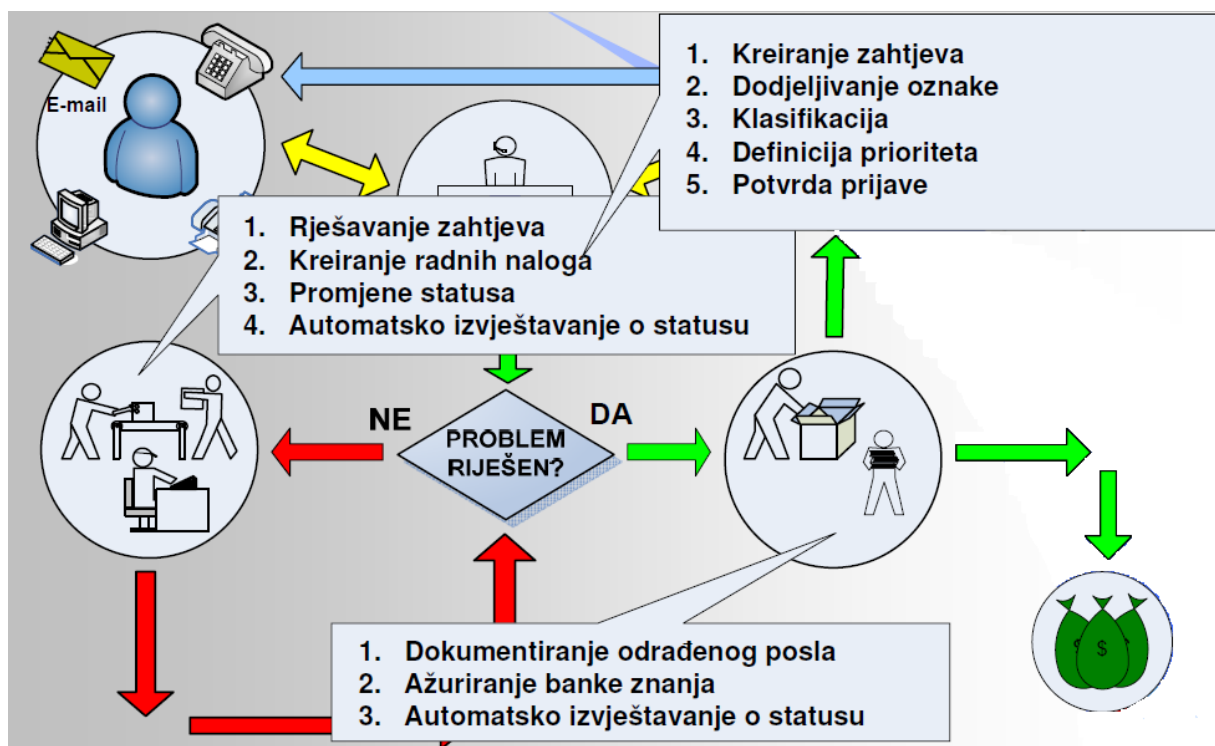 E-mail
1. Kreiranje zahtjeva
2. Dodjeljivanje oznake
3. Klasifikacija
4. Definicija prioriteta
5. Potvrda prijave
1. Rješavanje zahtjeva
2. Kreiranje radnih naloga
3. Promjene statusa
4. Automatsko izvještavanje o statusu
NE
DA
PROBLEM
RIJEŠEN?
$
1. Dokumentiranje odrađenog posla
2. Ažuriranje banke znanja
3. Automatsko izvještavanje o statusu